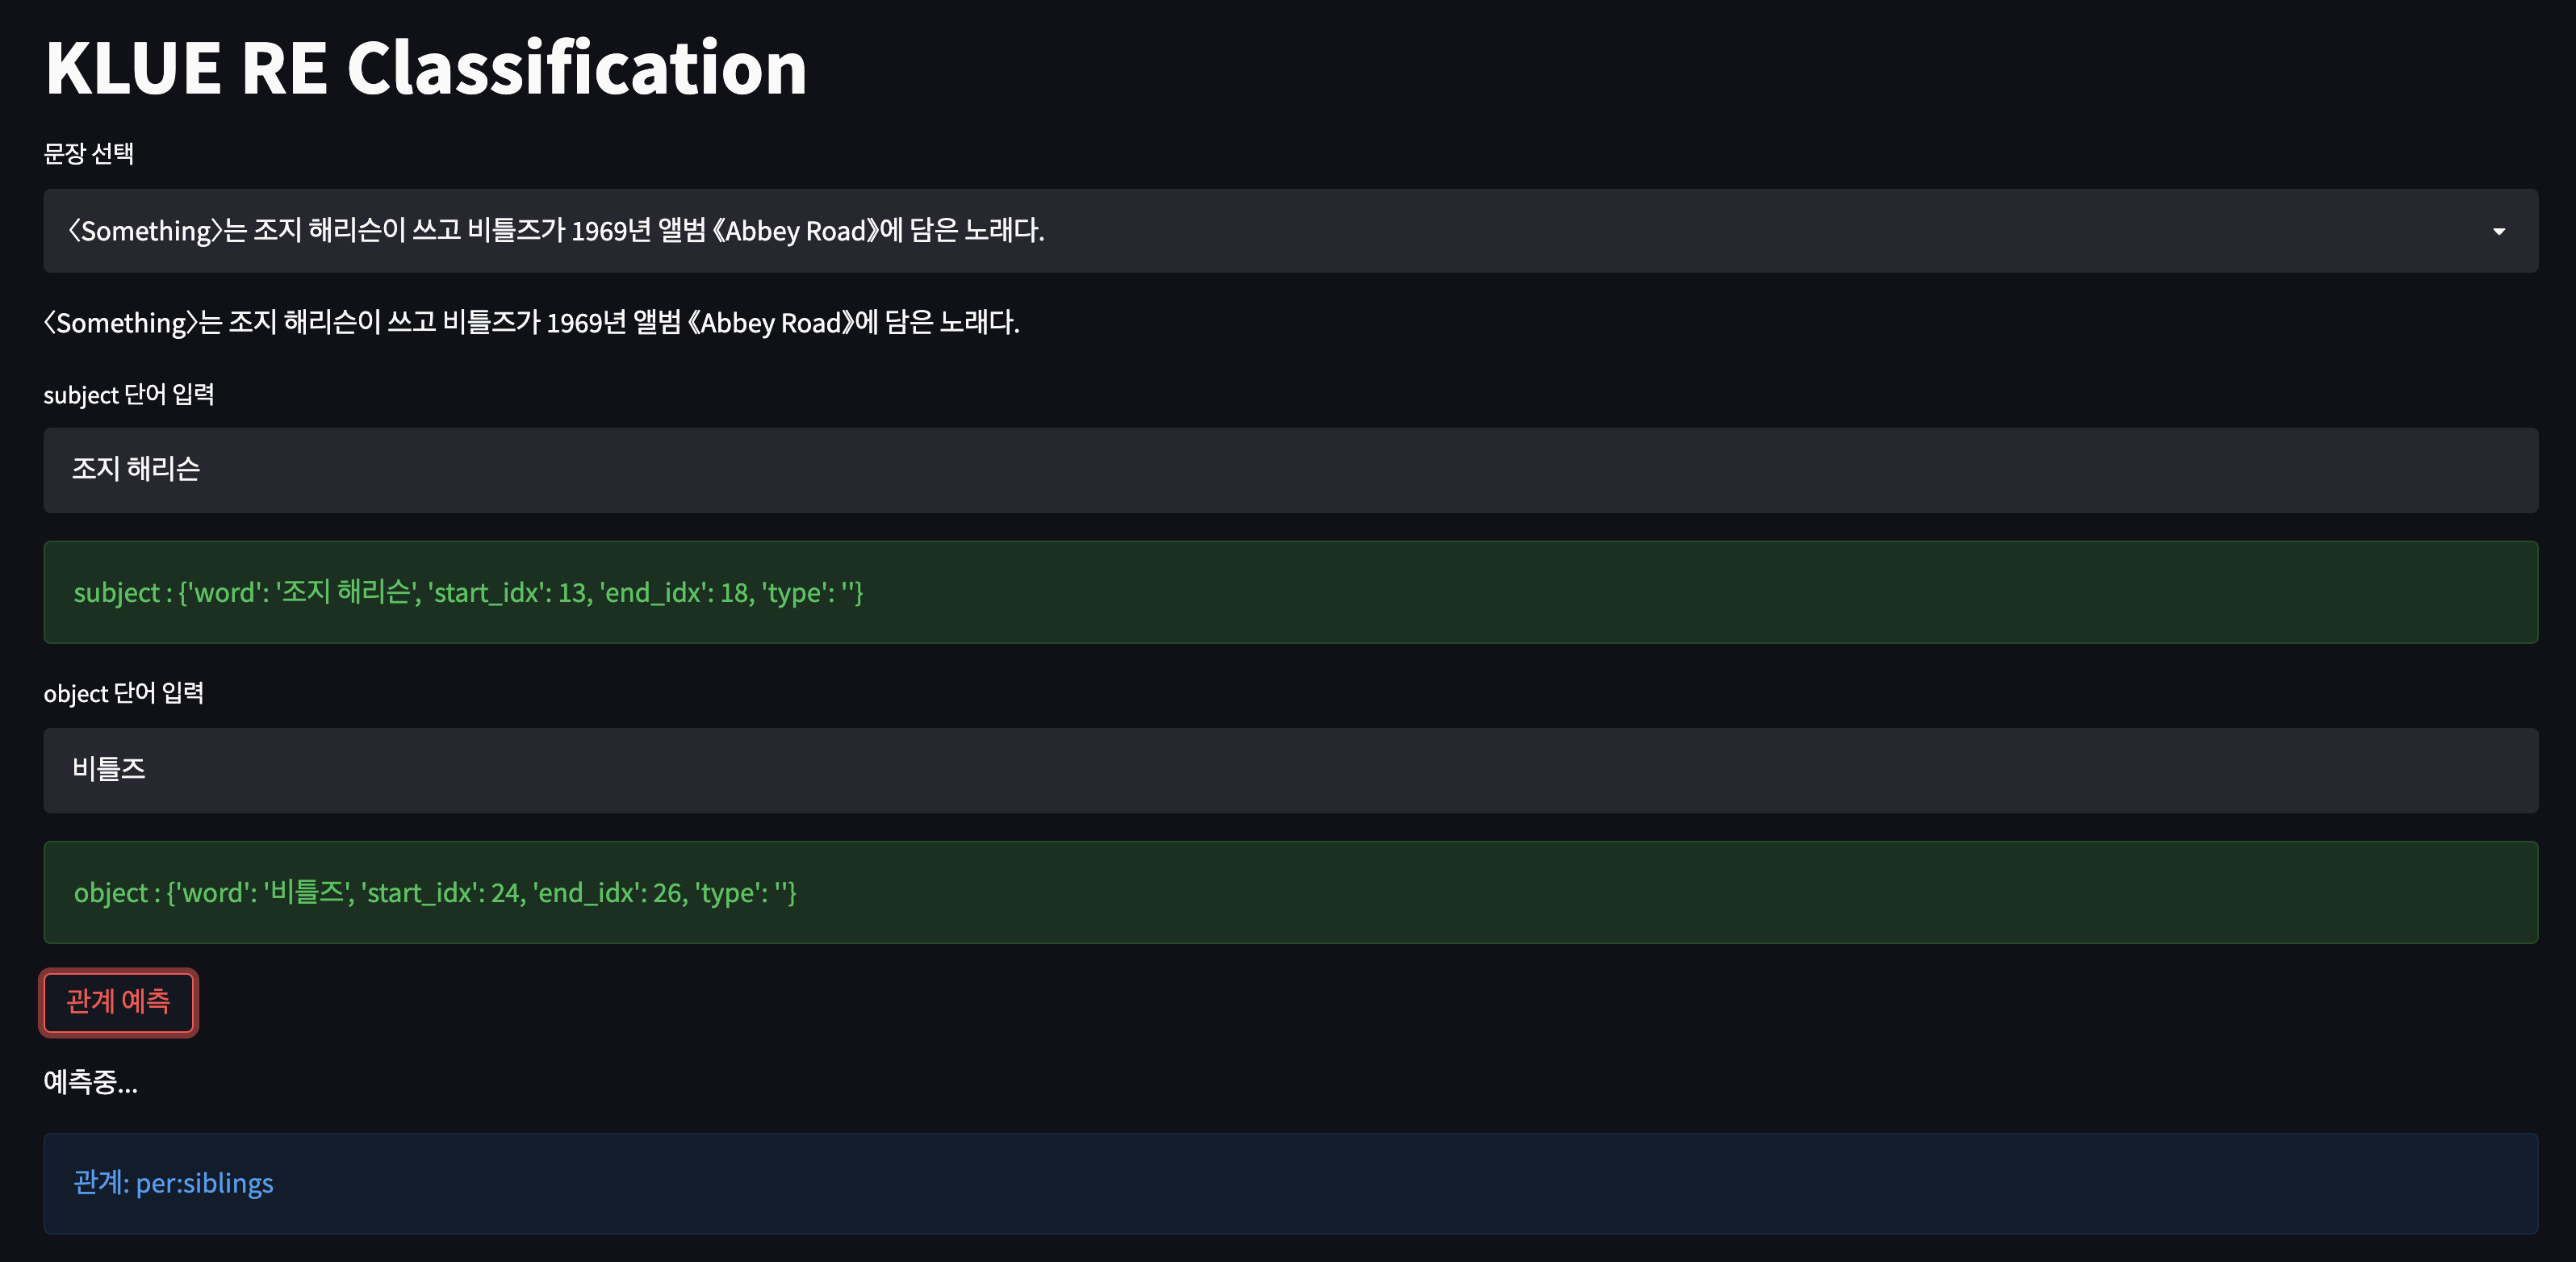 KLUE RE Classification
문장 선택
〈Something〉는 조지 해리슨이 쓰고 비틀즈가 1969년 앨범 《Abbey Road》에 담은 노래다.
〈Something〉는 조지 해리슨이 쓰고 비틀즈가 1969년 앨범 《Abbey Road》에 담은 노래다.
subject 단어 입력
조지 해리슨
subject : {'word': '조지 해리슨', 'start_idx': 13, 'end_idx': 18, 'type': ''}
object 단어 입력
비틀즈
object : {'word': '비틀즈', 'start_idx': 24, 'end_idx': 26, 'type': ''}
관계 예측
예측중...
관계: per:siblings